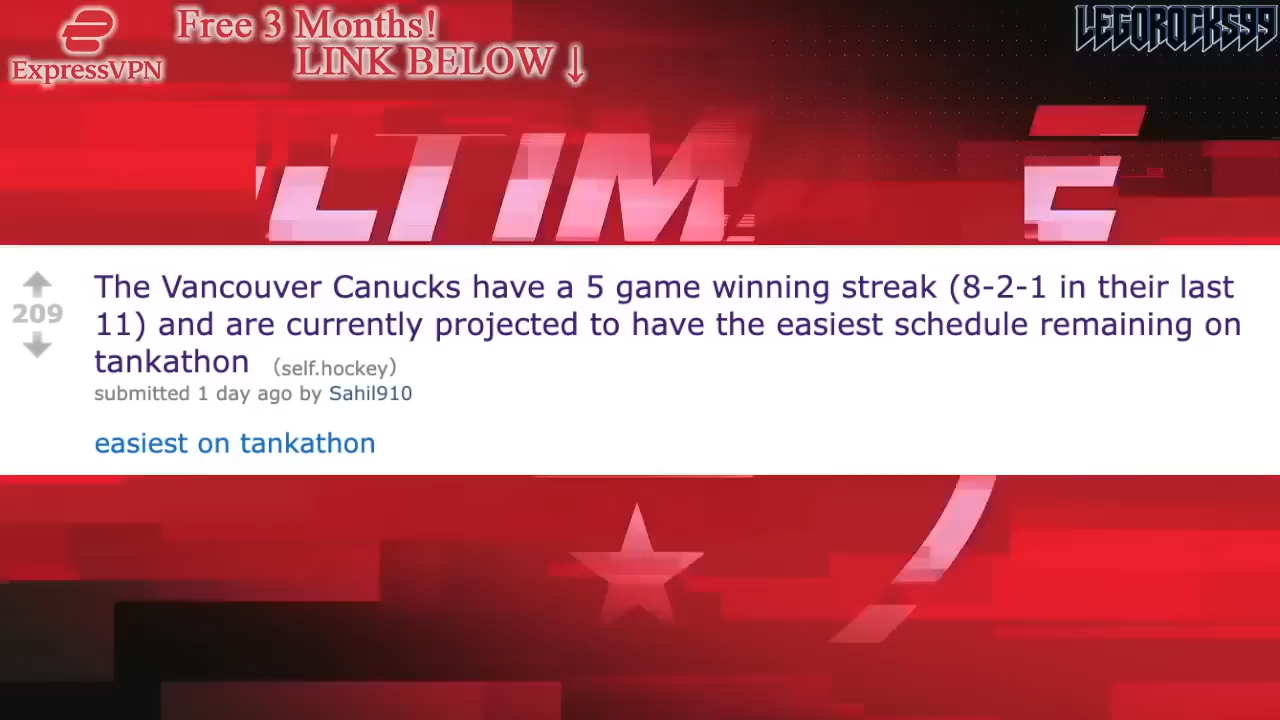 Free 3 Months!
LINK BELOW ↓
ExpressVPN
LEGOROCKS99
LTIM
E
The Vancouver Canucks have a 5 game winning streak (8-2-1 in their last
11) and are currently projected to have the easiest schedule remaining on
tankathon (self.hockey)
209
submitted 1 day ago by Sahil910
easiest on tankathon